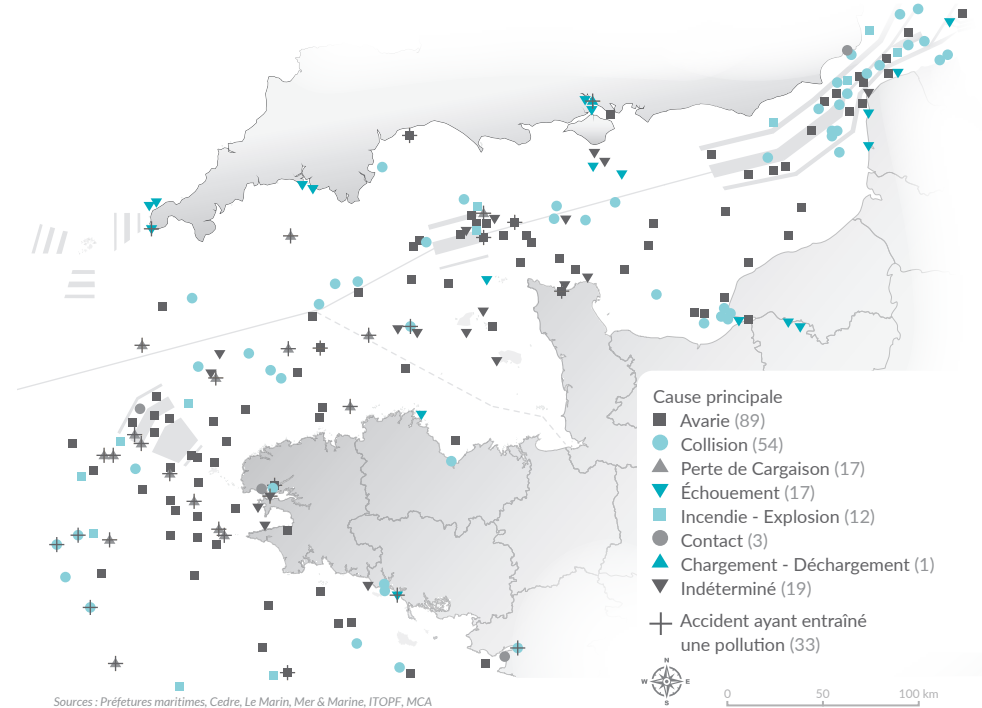 Cause principale
Avarie (89)
Collision (54)
Perte de Cargaison (17)
Échouement (17)
Incendie - Explosion (12)
Contact (3)
Chargement - Déchargement (1)
Indéterminé (19)
Accident ayant entraîné
une pollution (33)
N
W E
S
0 50 100 km
Sources : Préfetures maritimes, Cedre, Le Marin, Mer & Marine, ITOPF, MCA